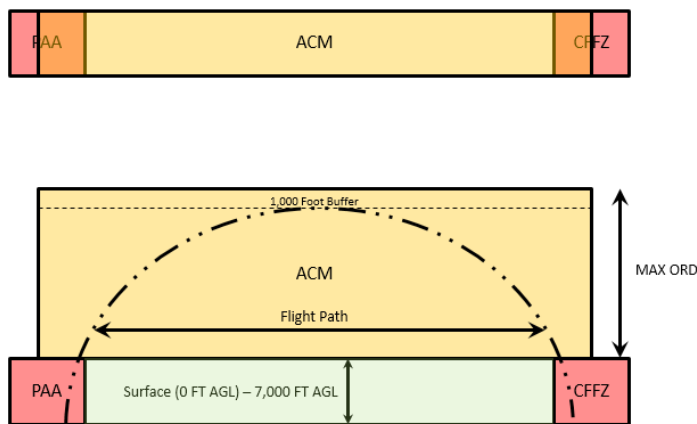 PAA ACM CFFZ
1,000 Foot Buffer
ACM
MAX ORD
Flight Path
PAA Surface (0 FT AGL) – 7,000 FT AGL CFFZ